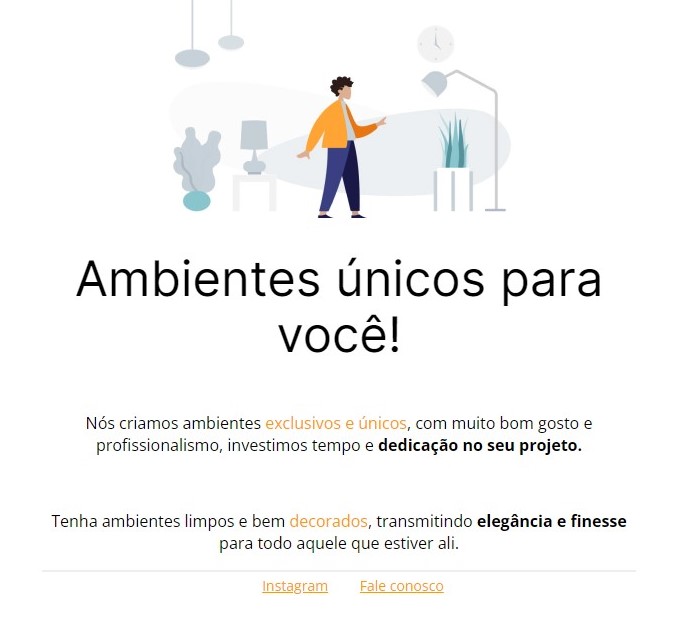 Ambientes únicos para
você!
Nós criamos ambientes exclusivos e únicos, com muito bom gosto e
profissionalismo, investimos tempo e dedicação no seu projeto.
Tenha ambientes limpos e bem decorados, transmitindo elegância e finesse
para todo aquele que estiver ali.
Instagram Fale conosco